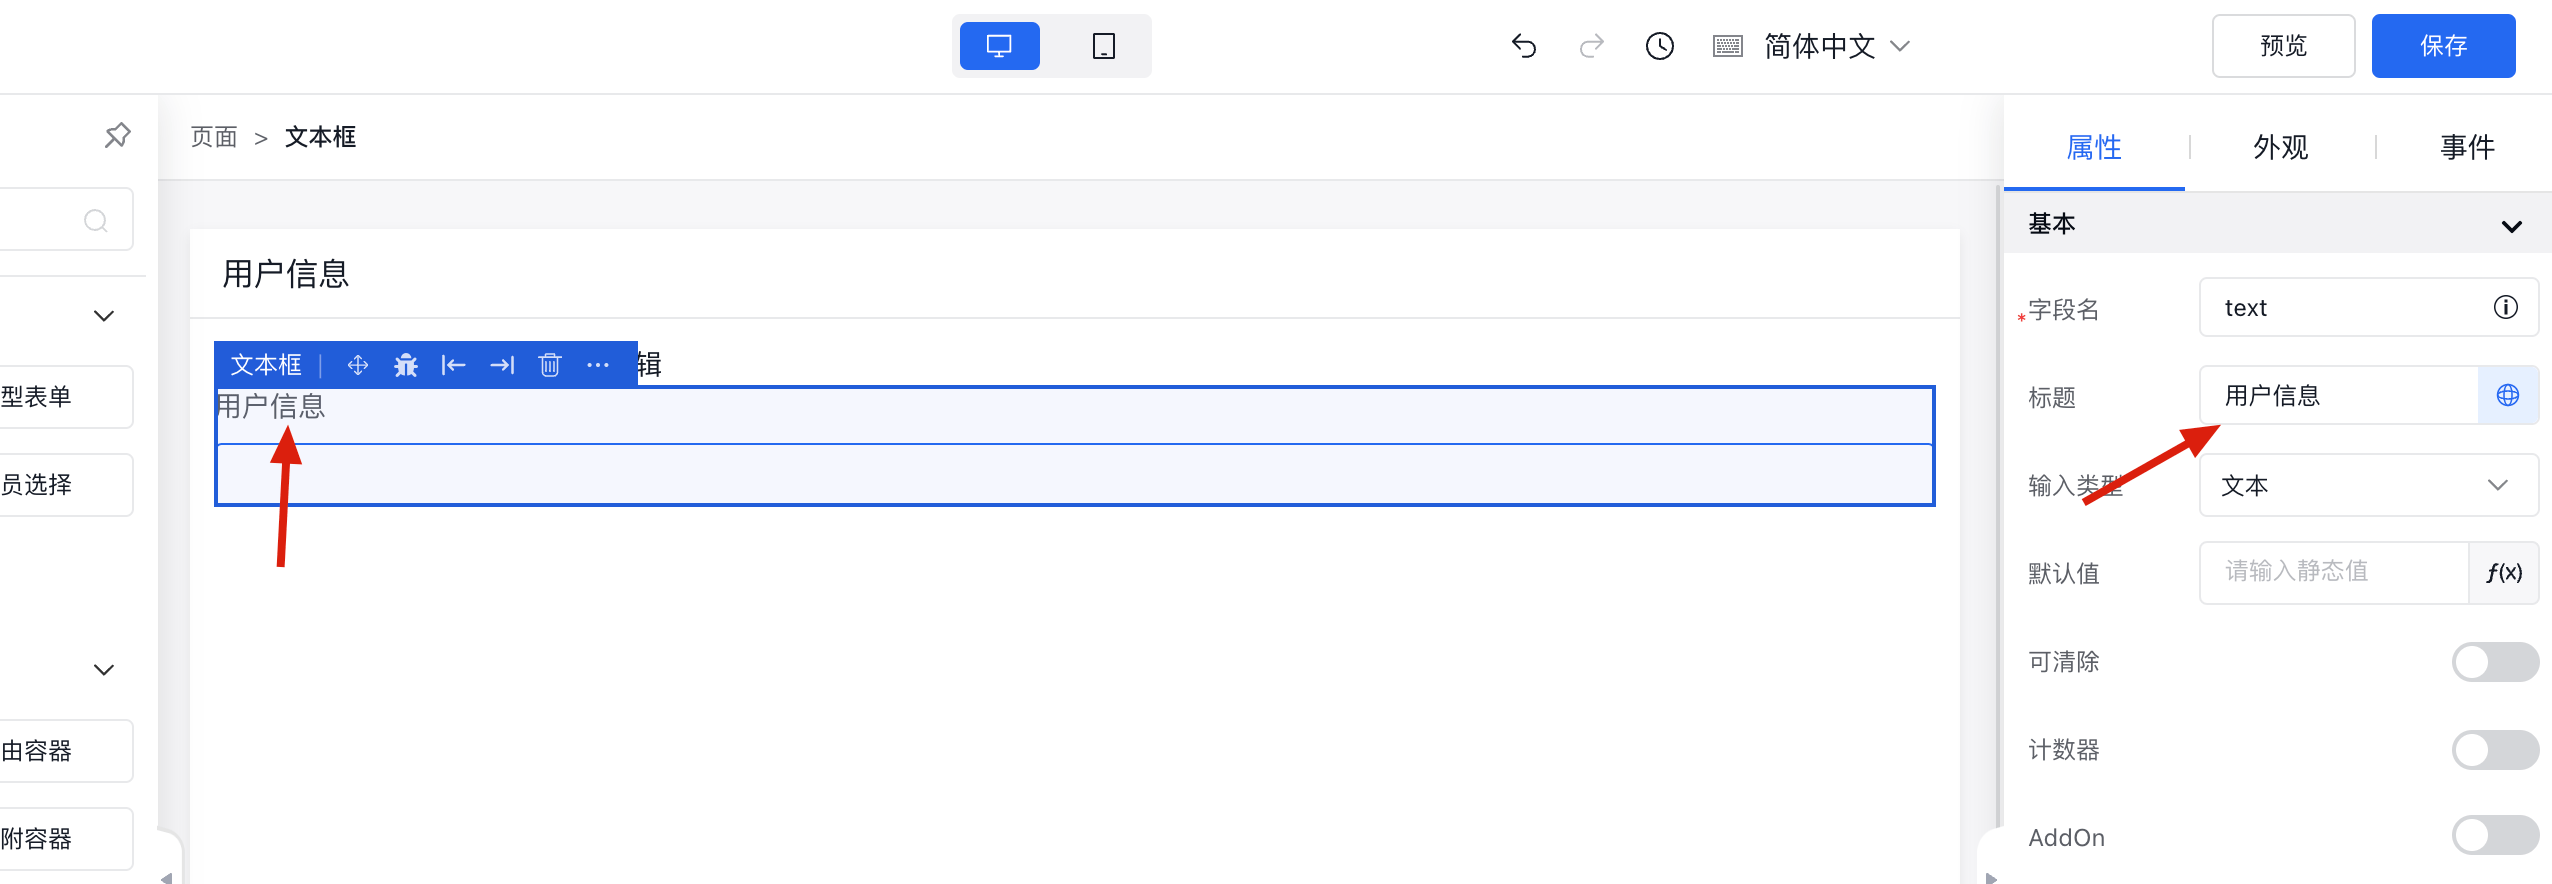 简体中文
预览
保存
页面 > 文本框
属性
外观
事件
基本
用户信息
*字段名
text
文本框
辑
用户信息
型表单
标题
用户信息
员选择
输入类型
文本
默认值
请输入静态值
f(x)
可清除
由容器
计数器
附容器
AddOn